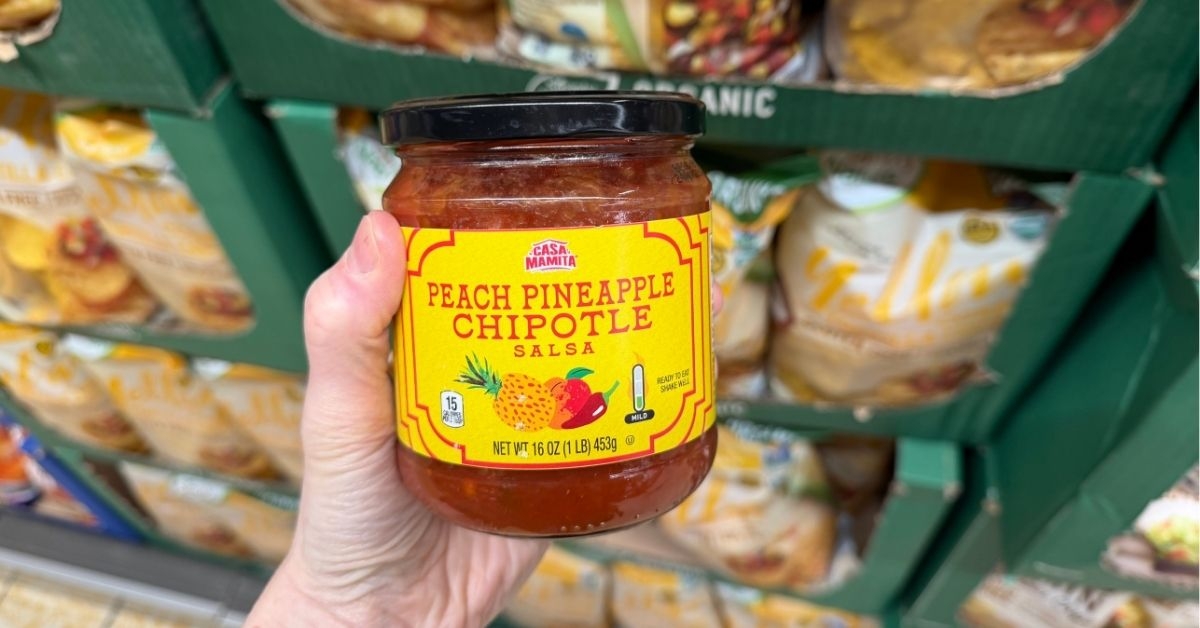 ORGANIC
CASA
MAMITA
PEACH PINEAPPLE
CHIPOTLE
SALSA
READY TO EAT
SHAKE WELL
15
CALORIES
MILD
NET WT 16 OZ (1 LB) 453g